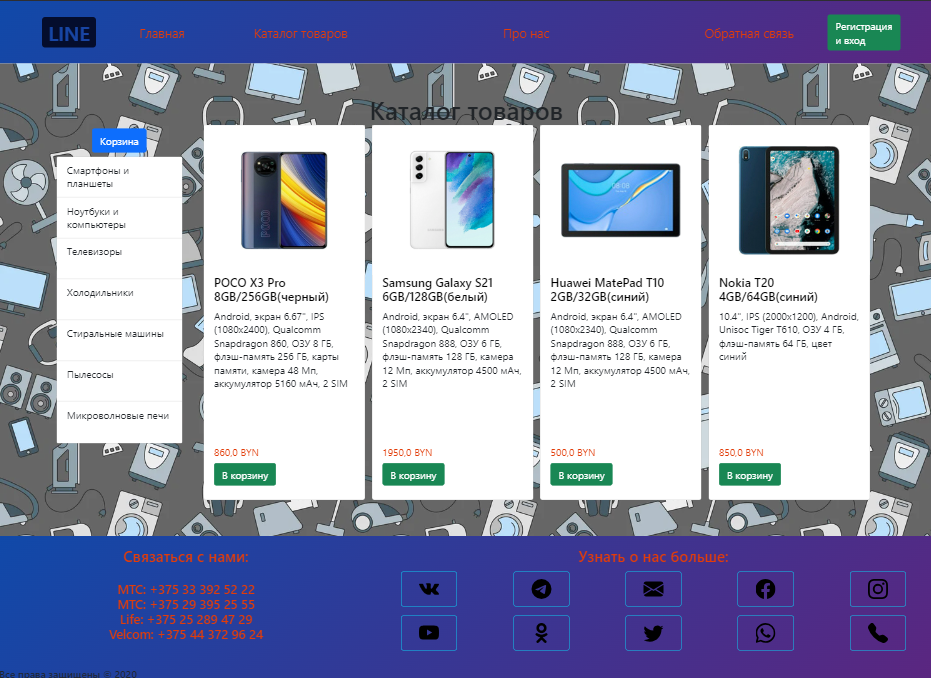 LINE
Главная
Каталог товаров
Про нас
Обратная связь
Регистрация
и вход
Каталог товаров
Корзина
Смартфоны и
планшеты
Ноутбуки и
компьютеры
Телевизоры
Холодильники
Стиральные машины
Пылесосы
Микроволновые печи
POCO
POCO X3 Pro
8GB/256GB(черный)
Android, экран 6.67", IPS
(1080x2400), Qualcomm
Snapdragon 860, ОЗУ 8 ГБ,
флэш-память 256 ГБ, карты
памяти, камера 48 Мп,
аккумулятор 5160 мАч, 2 SIM
860,0 BYN
В корзину
Samsung Galaxy S21
6GB/128GB(белый)
Android, экран 6.4", AMOLED
(1080x2340), Qualcomm
Snapdragon 888, ОЗУ 6 ГБ,
флэш-память 128 ГБ, камера
12 Мп, аккумулятор 4500 мАч,
2 SIM
1950,0 BYN
В корзину
08:08
Huawei MatePad T10
2GB/32GB(синий)
Android, экран 6.4", AMOLED
(1080x2340), Qualcomm
Snapdragon 888, ОЗУ 6 ГБ,
флэш-память 128 ГБ, камера
12 Мп, аккумулятор 4500 мАч,
2 SIM
500,0 BYN
В корзину
Nokia T20
4GB/64GB(синий)
10.4", IPS (2000x1200), Android,
Unisoc Tiger T610, ОЗУ 4 ГБ,
флэш-память 64 ГБ, цвет
синий
850,0 BYN
В корзину
Связаться с нами:
МТС: +375 33 392 52 22
МТС: +375 29 395 25 55
Life: +375 25 289 47 29
Velcom: +375 44 372 96 24
Узнать о нас больше:
Все права защищены © 2020